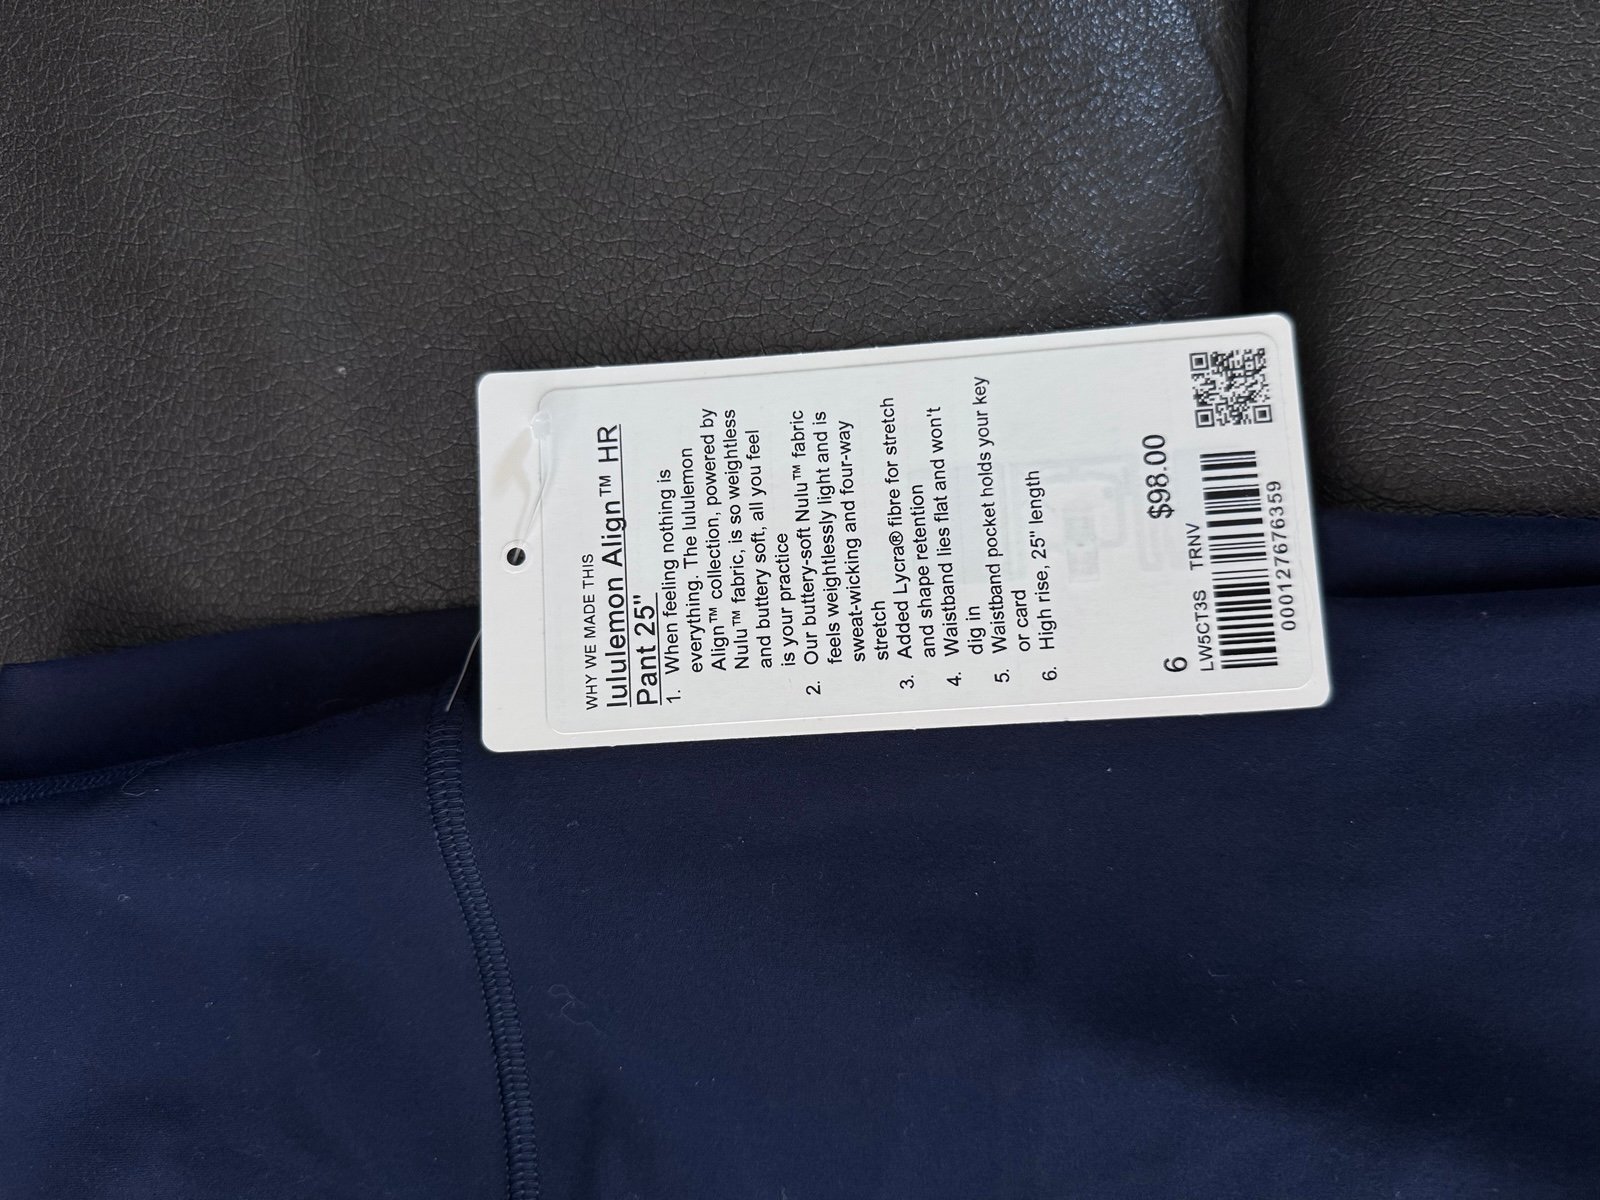 WHY WE MADE THIS
lululemon Align™ HR
Pant 25"
1. When feeling nothing is
everything. The lululemon
Align™ collection, powered by
Nulu™ fabric, is so weightless
and buttery soft, all you feel
is your practice
2. Our buttery-soft Nulu™ fabric
feels weightlessly light and is
sweat-wicking and four-way
stretch
3. Added Lycra® fibre for stretch
and shape retention
4. Waistband lies flat and won't
dig in
5. Waistband pocket holds your key
or card
6. High rise, 25" length
6 $98.00
LW5CT3S TRNV
000127676359